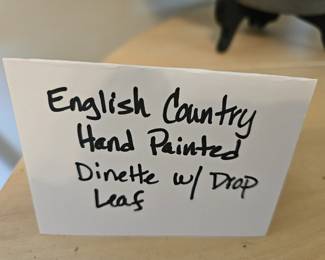 English Country
Hand Painted
Dinette w/ Drop
Leaf